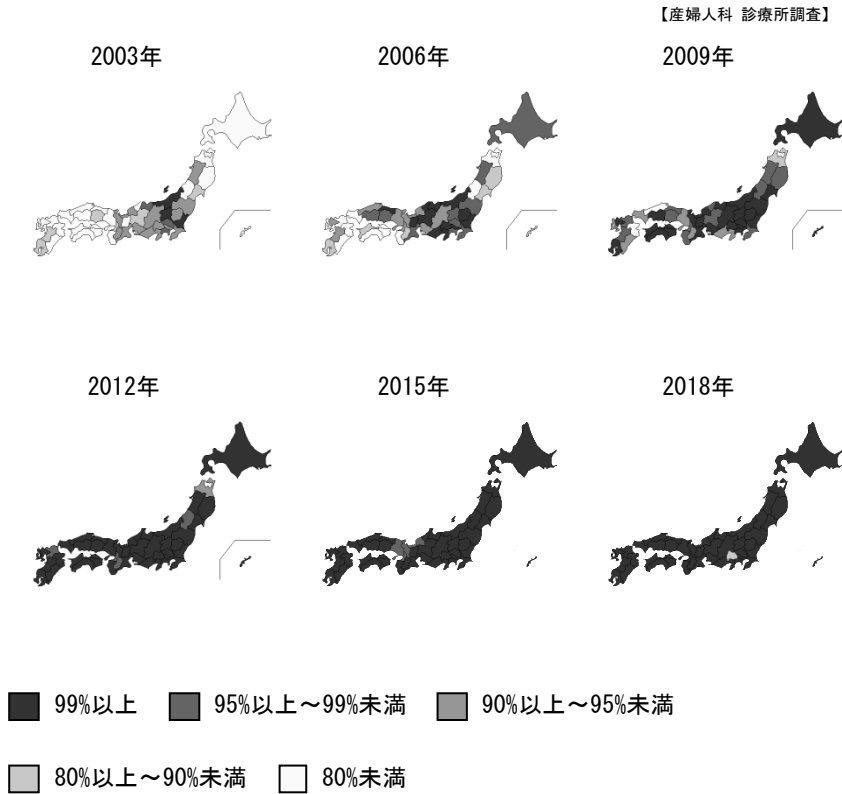 【産婦人科 診療所調査】
2003年
2006年
2009年
2012年
2015年
2018年
99%以上
95%以上～99%未満
90%以上～95%未満
80%以上～90%未満
80%未満